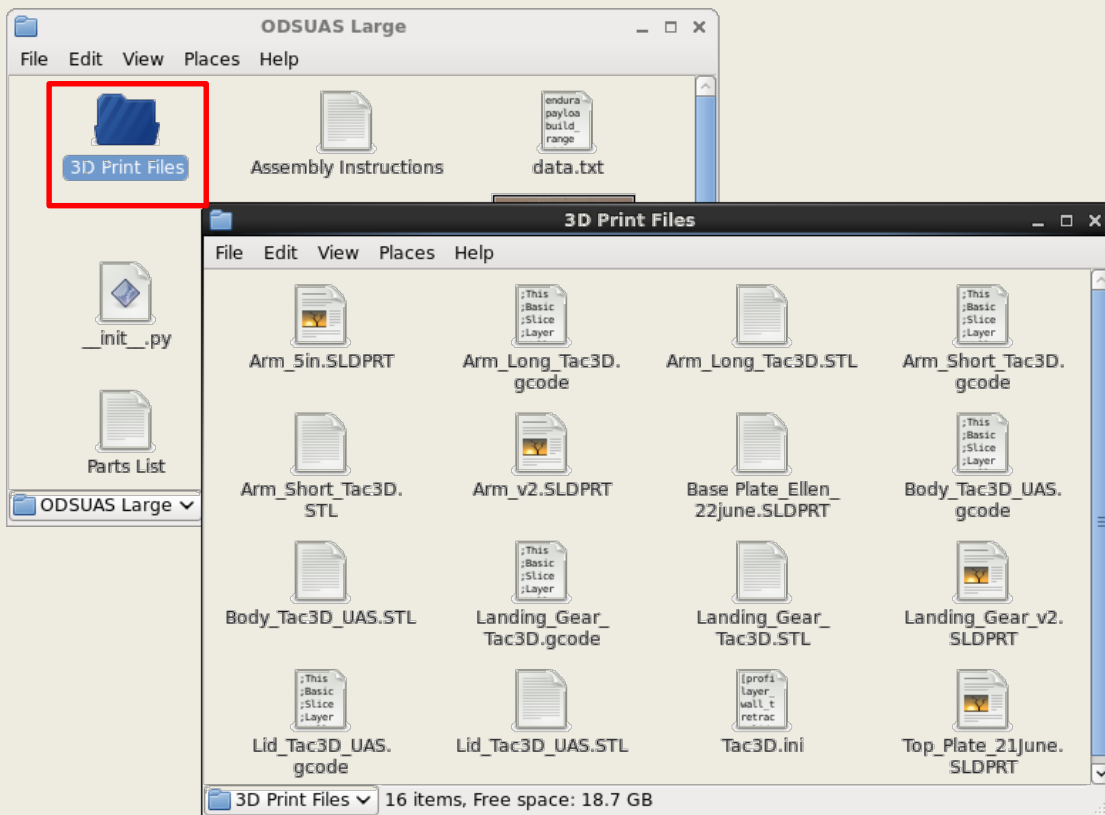 ODSUAS Large
File Edit View Places Help
3D Print Files
Assembly Instructions
endura
payloa
build_
range
data.txt
__init__.py
Parts List
ODSUAS Large
3D Print Files
File Edit View Places Help
Arm_5in.SLDPRT
;This
;Basic
;Slice
;Layer
Arm_Long_Tac3D.
gcode
Arm_Long_Tac3D.STL
;This
;Basic
;Slice
;Layer
Arm_Short_Tac3D.
gcode
Arm_Short_Tac3D.
STL
Arm_v2.SLDPRT
Base Plate_Ellen_
22june.SLDPRT
;This
;Basic
;Slice
;Layer
Body_Tac3D_UAS.
gcode
Body_Tac3D_UAS.STL
;This
;Basic
;Slice
;Layer
Landing_Gear_
Tac3D.gcode
Landing_Gear_
Tac3D.STL
Landing_Gear_v2.
SLDPRT
;This
;Basic
;Slice
;Layer
Lid_Tac3D_UAS.
gcode
Lid_Tac3D_UAS.STL
[profi
layer_
wall_t
retrac
Tac3D.ini
Top_Plate_21June.
SLDPRT
3D Print Files 16 items, Free space: 18.7 GB